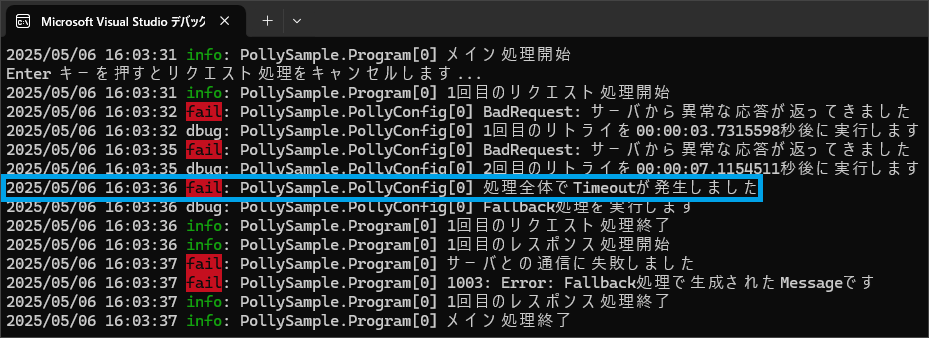 Microsoft Visual Studio デバック
2025/05/06 16:03:31 info: PollySample.Program[0] メイン処理開始
Enter キーを押すとリクエスト処理をキャンセルします...
2025/05/06 16:03:31 info: PollySample.Program[0] 1回目のリクエスト処理開始
2025/05/06 16:03:32 fail: PollySample.PollyConfig[0] BadRequest: サーバから異常な応答が返ってきました
2025/05/06 16:03:32 dbug: PollySample.PollyConfig[0] 1回目のリトライを00:00:03.7315598秒後に実行します
2025/05/06 16:03:35 fail: PollySample.PollyConfig[0] BadRequest: サーバから異常な応答が返ってきました
2025/05/06 16:03:35 dbug: PollySample.PollyConfig[0] 2回目のリトライを00:00:07.1154511秒後に実行します
2025/05/06 16:03:36 fail: PollySample.PollyConfig[0] 処理全体でTimeoutが発生しました
2025/05/06 16:03:36 dbug: PollySample.PollyConfig[0] Fallback処理を実行します
2025/05/06 16:03:36 info: PollySample.Program[0] 1回目のリクエスト処理終了
2025/05/06 16:03:36 info: PollySample.Program[0] 1回目のレスポンス処理開始
2025/05/06 16:03:37 fail: PollySample.Program[0] サーバとの通信に失敗しました
2025/05/06 16:03:37 fail: PollySample.Program[0] 1003: Error: Fallback処理で生成されたMessageです
2025/05/06 16:03:37 info: PollySample.Program[0] 1回目のレスポンス処理終了
2025/05/06 16:03:37 info: PollySample.Program[0] メイン処理終了